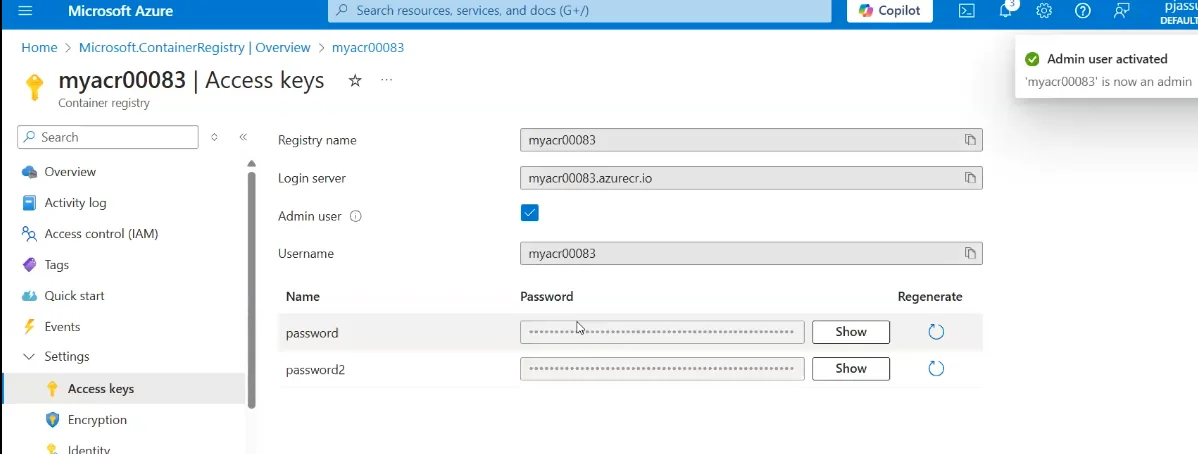 Microsoft Azure
Search resources, services, and docs (G+/)
Copilot
3
pjassu
DEFAULT
Home > Microsoft.ContainerRegistry | Overview > myacr00083
myacr00083 | Access keys
Container registry
Admin user activated
'myacr00083' is now an admin
Search
Overview
Activity log
Access control (IAM)
Tags
Quick start
Events
Settings
Access keys
Encryption
Identity
Registry name
myacr00083
Login server
myacr00083.azurecr.io
Admin user
Username
myacr00083
Name Password Regenerate
password Show
password2 Show